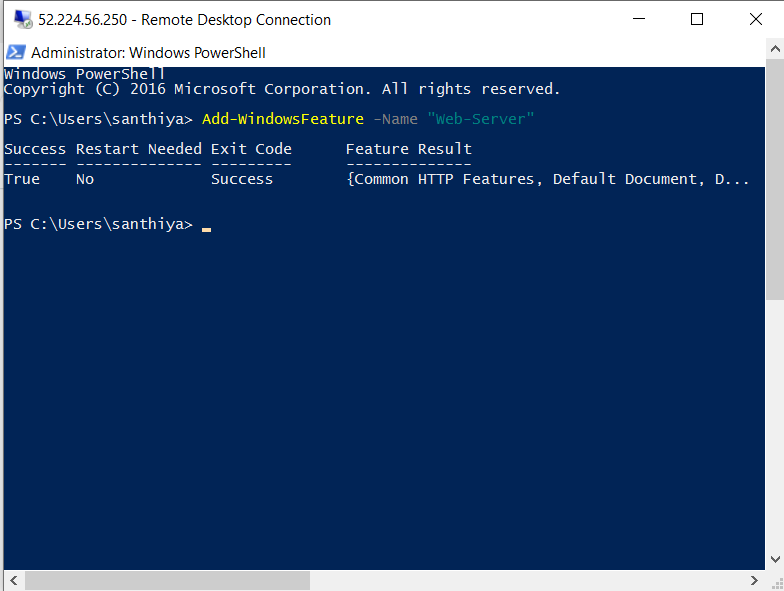 52.224.56.250 - Remote Desktop Connection
Administrator: Windows PowerShell
Windows PowerShell
Copyright (C) 2016 Microsoft Corporation. All rights reserved.
PS C:\Users\santhiya> Add-WindowsFeature -Name "Web-Server"
Success Restart Needed Exit Code      Feature Result
------- -------------- ---------      --------------
True    No             Success        {Common HTTP Features, Default Document, D...
PS C:\Users\santhiya>